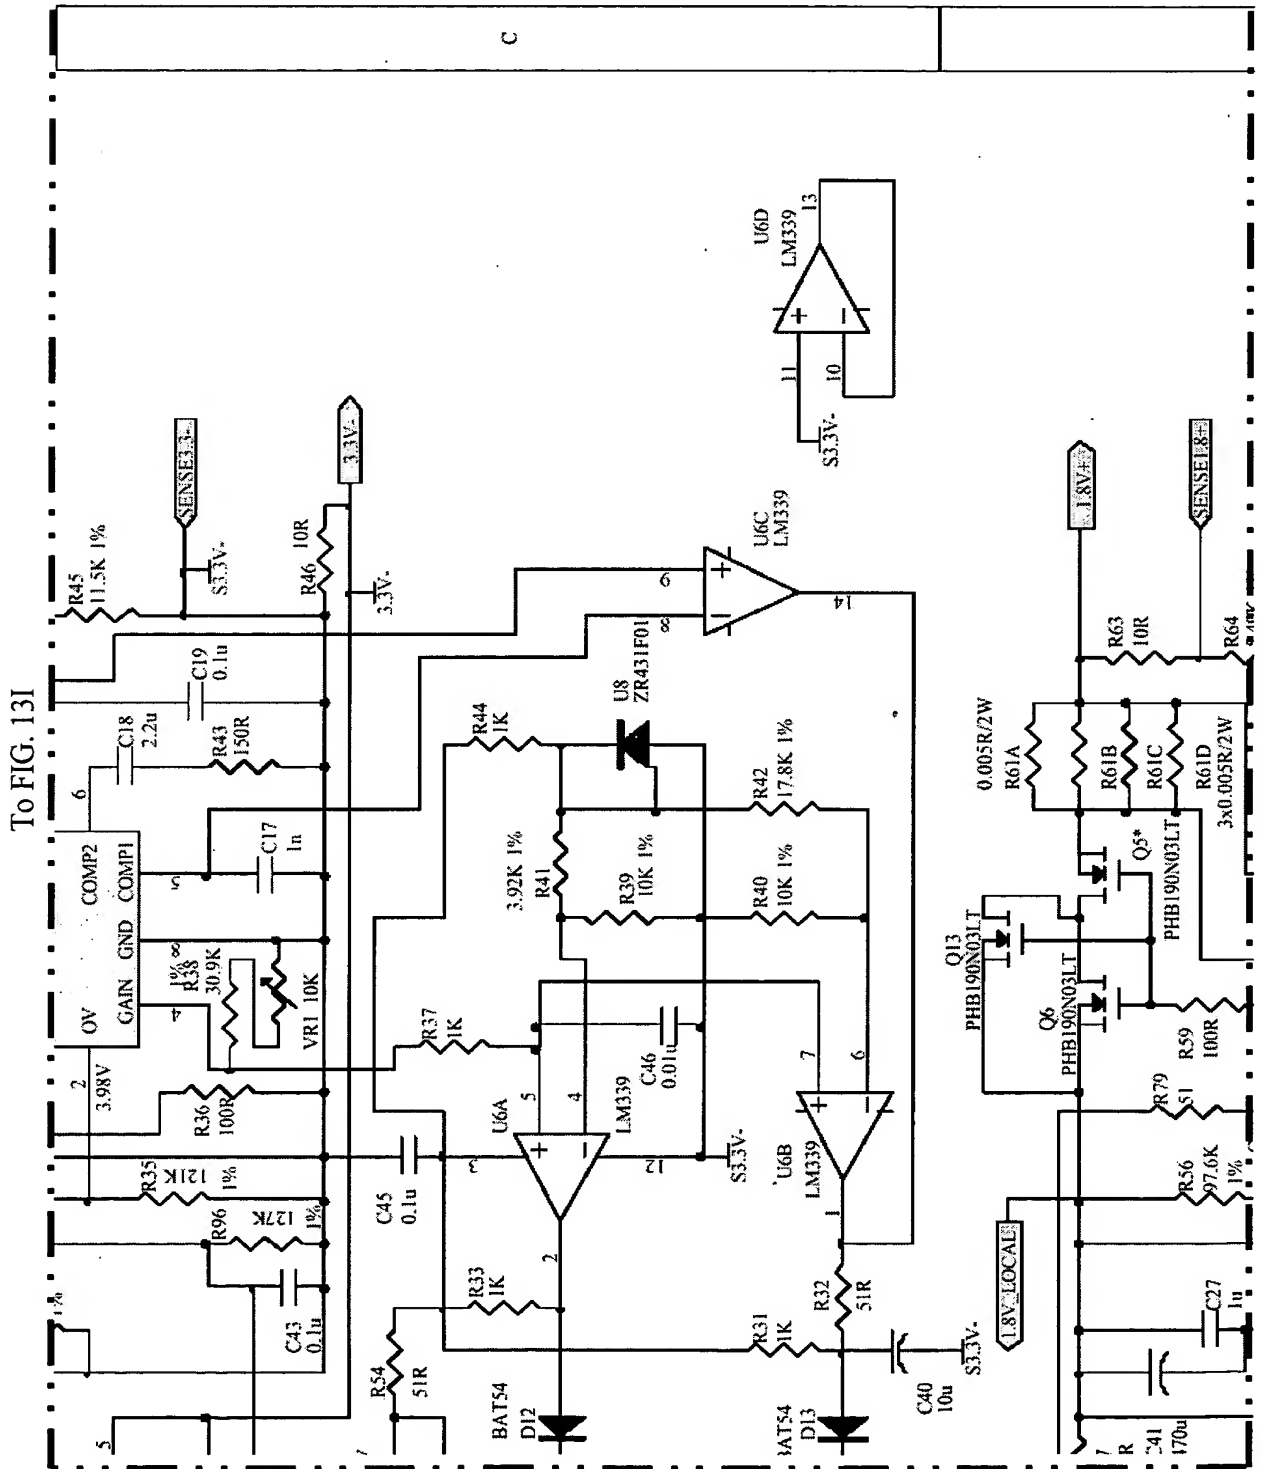 To FIG. 13I
C
R45
11.5K 1%
SENSE3.3-
S3.3V-
R46
10R
3.3V-
3.3V-
C19
0.1u
C18
2.2u
R43
150R
6
COMP2
COMP1
GND
GAIN
OV
5
8
4
2
3.98V
C17
1n
1%
R38
30.9K
VR1 10K
R36
100R
R35
121K
1%
R96
127K
1%
C43
0.1u
R37
1K
R44
1K
U8
ZR431F01
3.92K 1%
R41
R39
10K 1%
R42
17.8K 1%
R40
10K 1%
C46
0.01u
U6A
LM339
5
4
3
12
2
+
−
S3.3V-
C45
0.1u
R33
1K
R54
51R
5
BAT54
D12
U6B
LM339
7
6
1
+
−
R32
51R
R31
1K
D13
C40
10u
S3.3V-
U6C
LM339
9
8
14
+
−
U6D
LM339
13
11
10
+
−
S3.3V-
1.8V+
SENSE1.8+
R63
10R
R64
0.005R/2W
R61A
R61B
R61C
R61D
3x0.005R/2W
Q5*
PHB190N03LT
Q13
PHB190N03LT
Q6
PHB190N03LT
R59
100R
R79
51
R56
97.6K
1%
1.8V_LOCAL
C27
1u